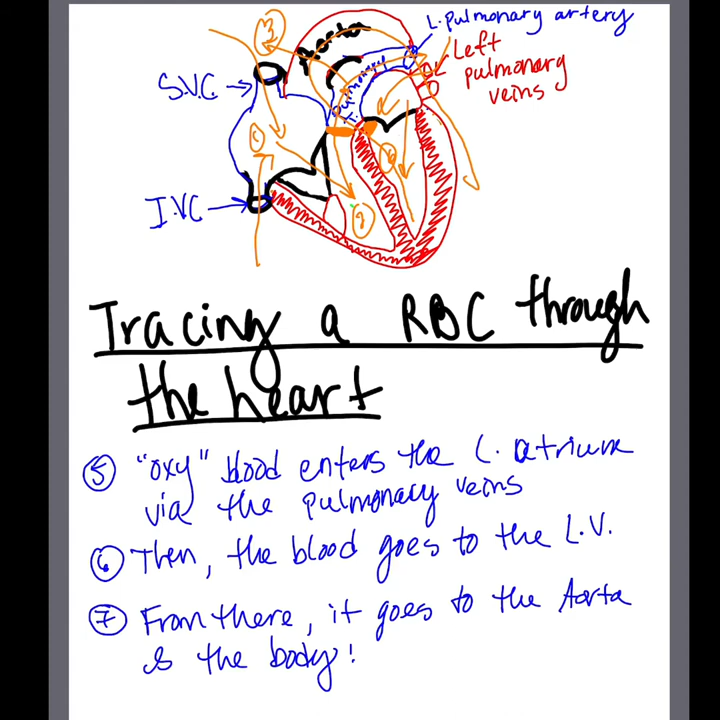 L. pulmonary artery
Aorta
Left
pulmonary
veins
Pulmonary
S.V.C
I.VC
Tracing a RBC through
the heart
⑤ "oxy" blood enters the L. atrium
via the pulmonary veins
⑥ Then, the blood goes to the L.V.
⑦ From there, it goes to the Aorta
& the body!